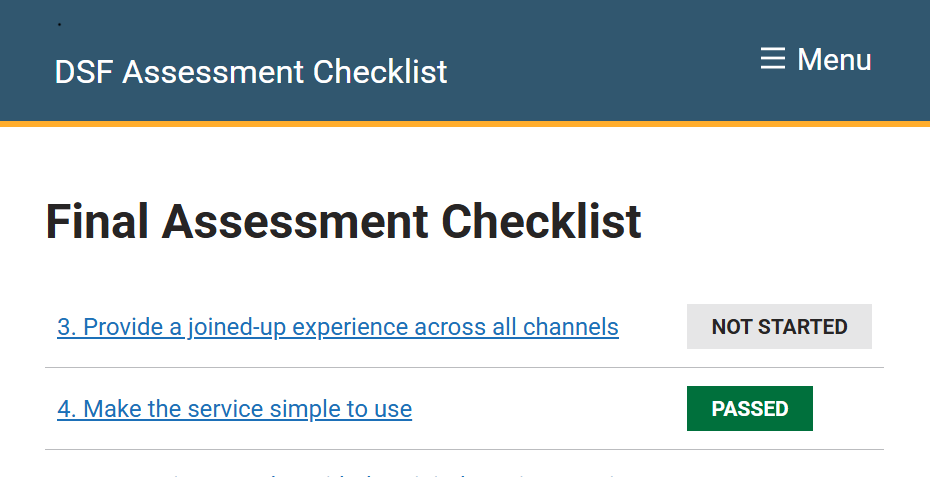 DSF Assessment Checklist
Menu
Final Assessment Checklist
3. Provide a joined-up experience across all channels
NOT STARTED
4. Make the service simple to use
PASSED